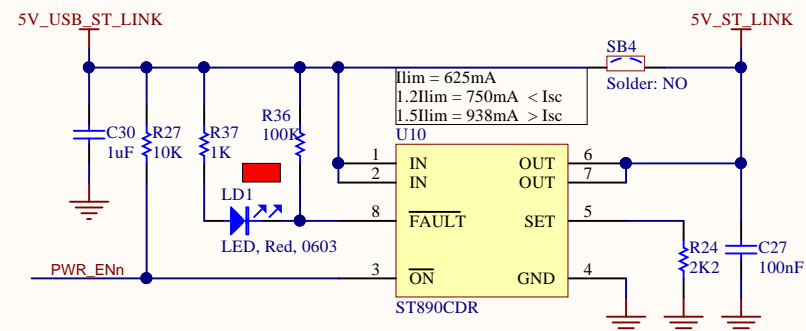 5V_USB_ST_LINK
5V_ST_LINK
SB4
Solder: NO
Ilim = 625mA
1.2Ilim = 750mA < Isc
1.5Ilim = 938mA > Isc
C30
1uF
R27
10K
R37
1K
R36
100K
U10
1 IN
2 IN
OUT 6
OUT 7
LD1
LED, Red, 0603
8 FAULT
SET 5
R24
2K2
C27
100nF
PWR_ENn
3 ON
GND 4
ST890CDR